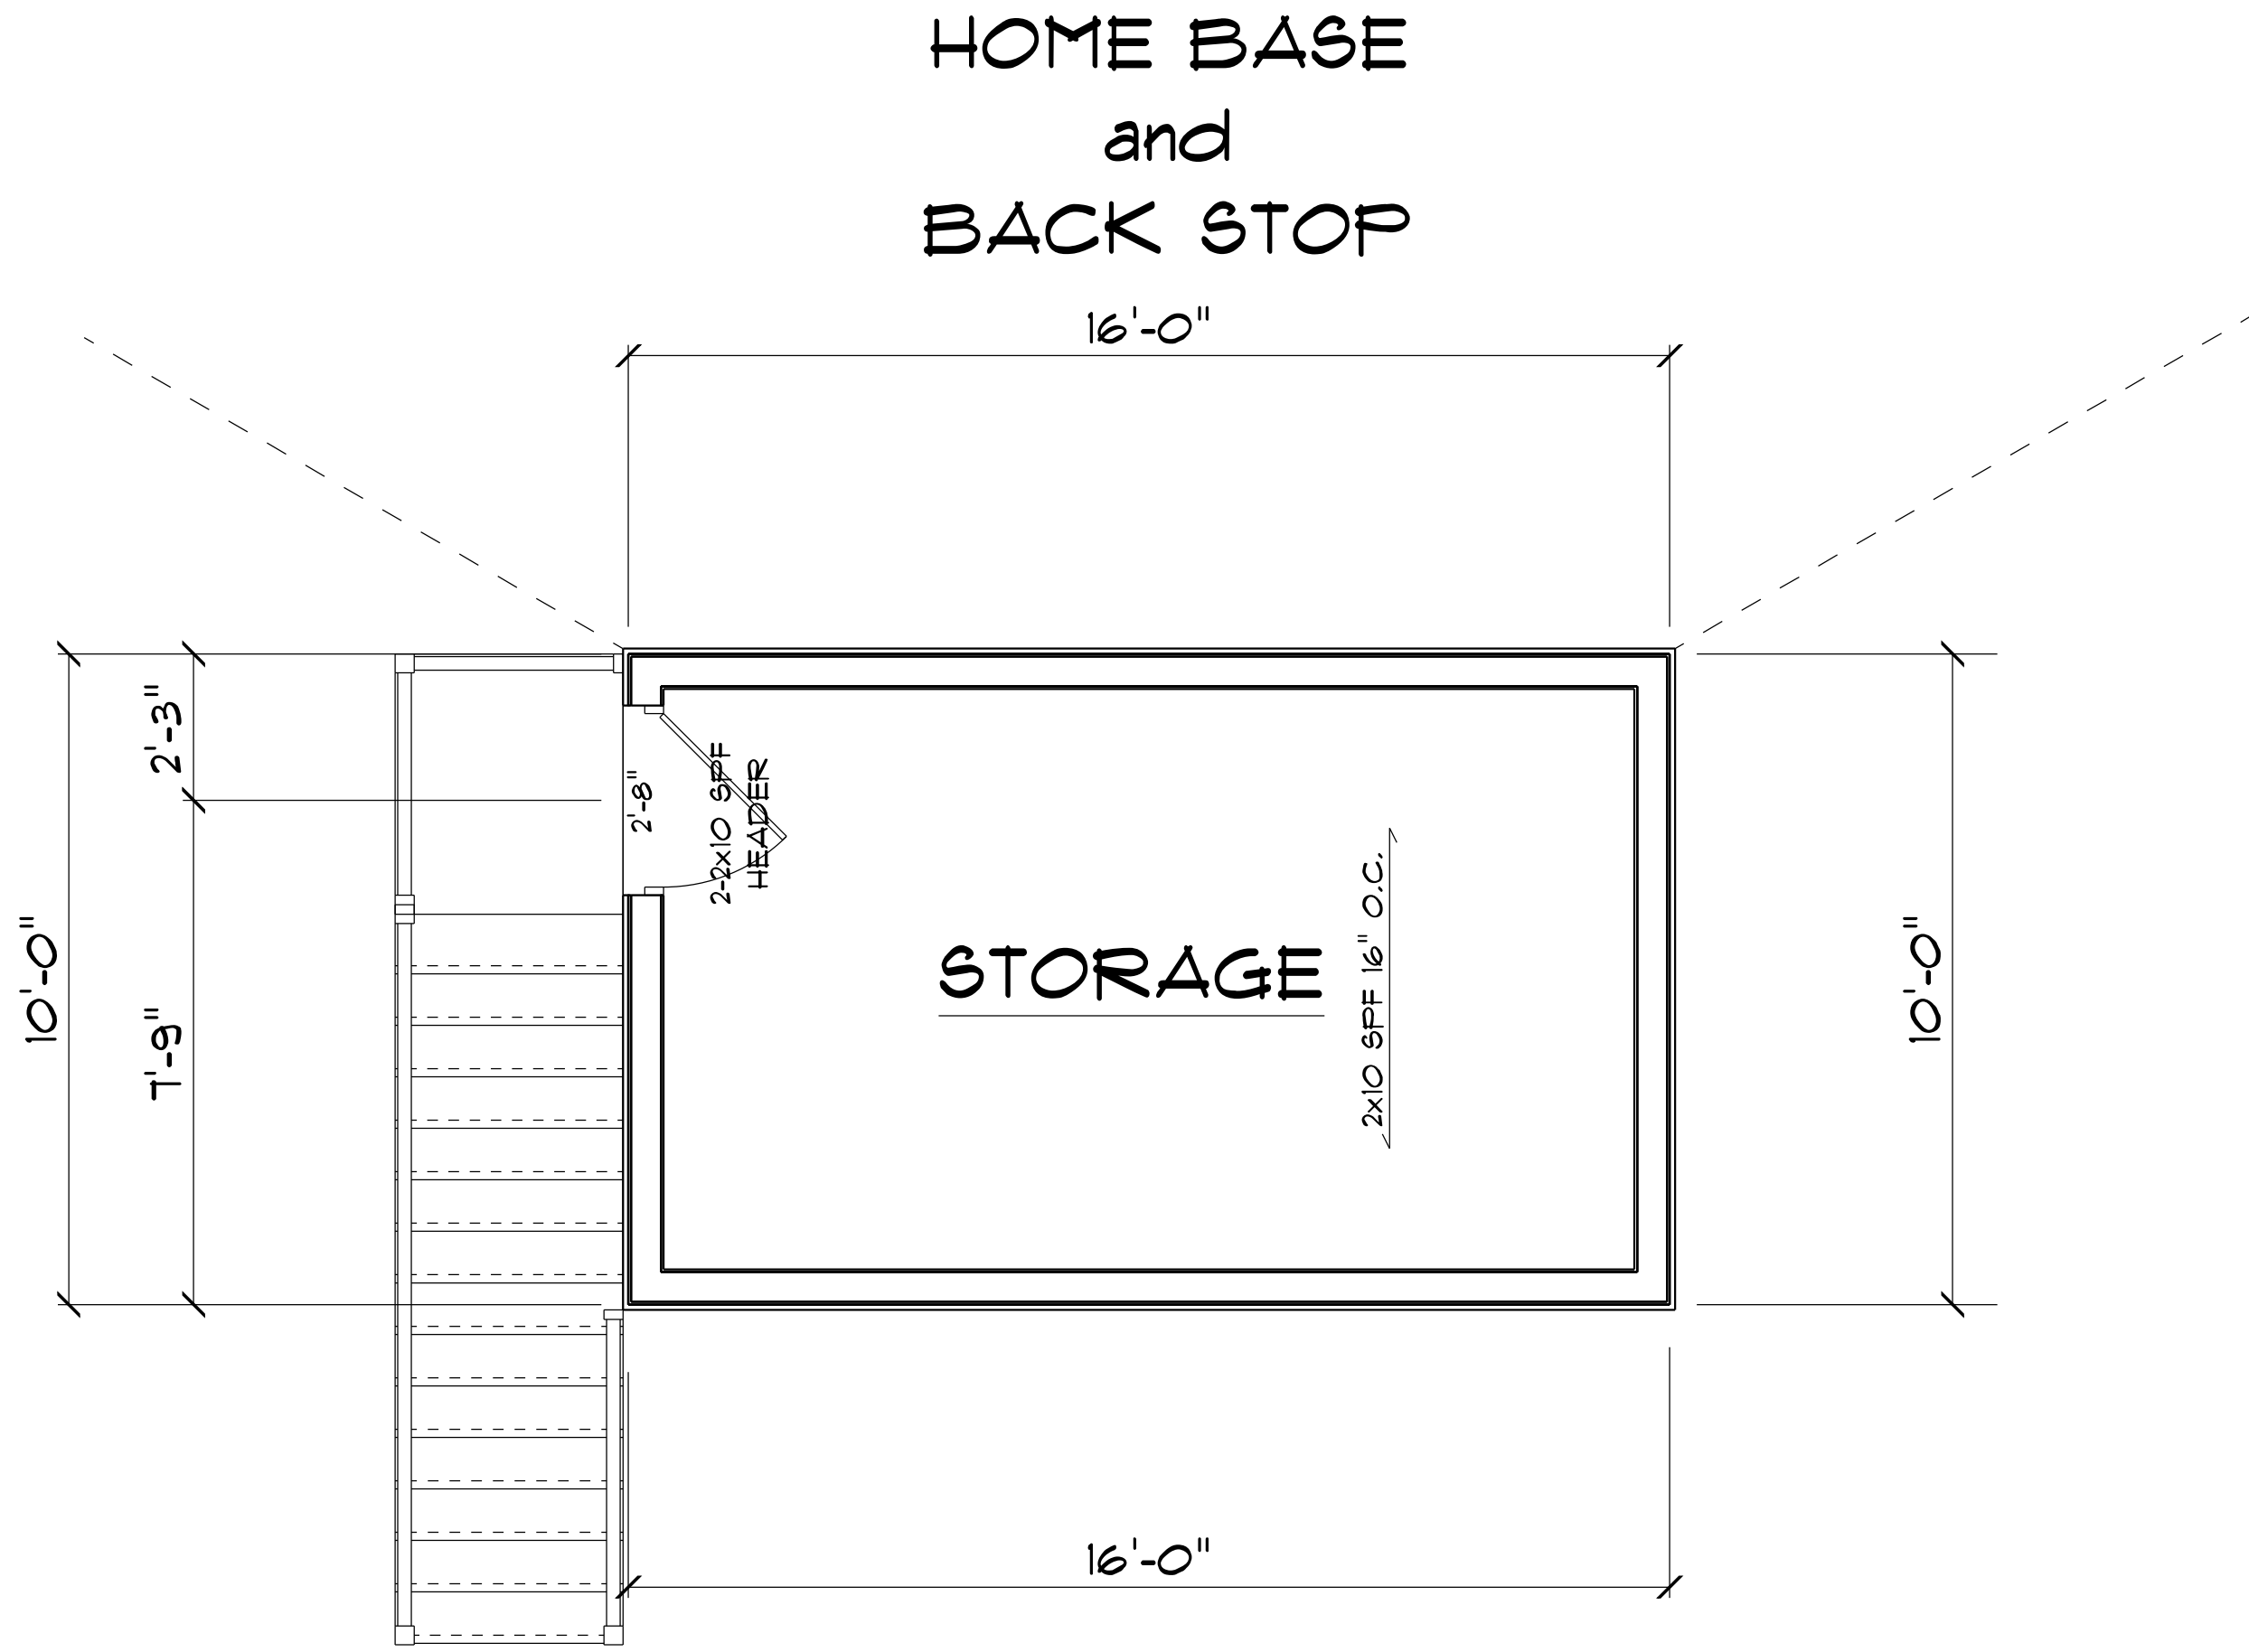 HOME BASE
and
BACK STOP
16'-0"
2'-3"
2'-8"
2-2x10 SPF
HEADER
10'-0"
7'-9"
STORAGE
2x10 SPF 16" O.C.
10'-0"
16'-0"